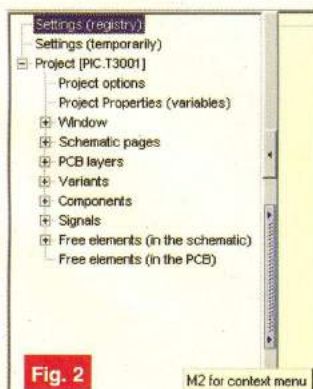 Settings (registry)
Settings (temporarily)
Project [PIC.T3001]
Project options
Project Properties (variables)
Window
Schematic pages
PCB layers
Variants
Components
Signals
Free elements (in the schematic)
Free elements (in the PCB)
Fig. 2
M2 for context menu